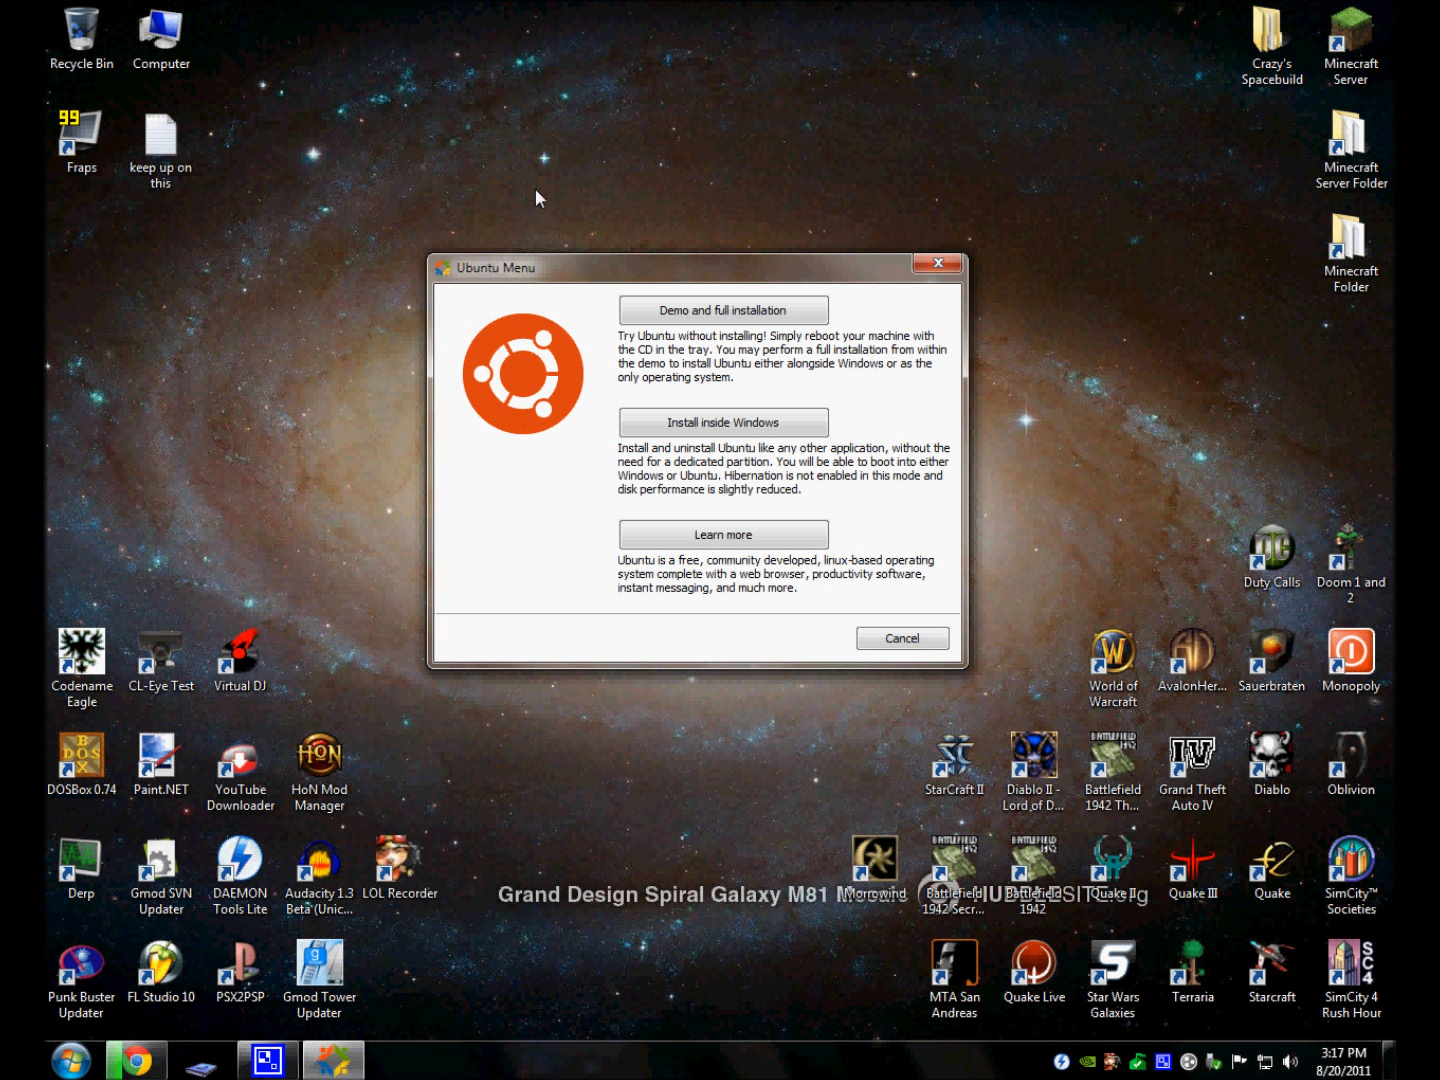 Recycle Bin
Computer
Crazy's
Spacebuild
Minecraft
Server
99
Fraps
keep up on
this
Minecraft
Server Folder
Minecraft
Folder
Ubuntu Menu
Demo and full installation
Try Ubuntu without installing! Simply reboot your machine with
the CD in the tray. You may perform a full installation from within
the demo to install Ubuntu either alongside Windows or as the
only operating system.
Install inside Windows
Install and uninstall Ubuntu like any other application, without the
need for a dedicated partition. You will be able to boot into either
Windows or Ubuntu. Hibernation is not enabled in this mode and
disk performance is slightly reduced.
Learn more
Ubuntu is a free, community developed, linux-based operating
system complete with a web browser, productivity software,
instant messaging, and much more.
Cancel
Duty Calls
Doom 1 and
2
Codename
Eagle
CL-Eye Test
Virtual DJ
World of
Warcraft
AvalonHer...
Sauerbraten
Monopoly
DOSBox 0.74
Paint.NET
YouTube
Downloader
HoN Mod
Manager
StarCraft II
Diablo II -
Lord of D...
Battlefield
1942 Th...
Grand Theft
Auto IV
Diablo
Oblivion
Derp
Gmod SVN
Updater
DAEMON
Tools Lite
Audacity 1.3
Beta (Unic...
LOL Recorder
Grand Design Spiral Galaxy M81
Morrowind
Battlefield
1942 Secr...
Battlefield
1942
Quake II
Quake III
Quake
SimCity™
Societies
Punk Buster
Updater
FL Studio 10
PSX2PSP
Gmod Tower
Updater
MTA San
Andreas
Quake Live
Star Wars
Galaxies
Terraria
Starcraft
SimCity 4
Rush Hour
3:17 PM
8/20/2011